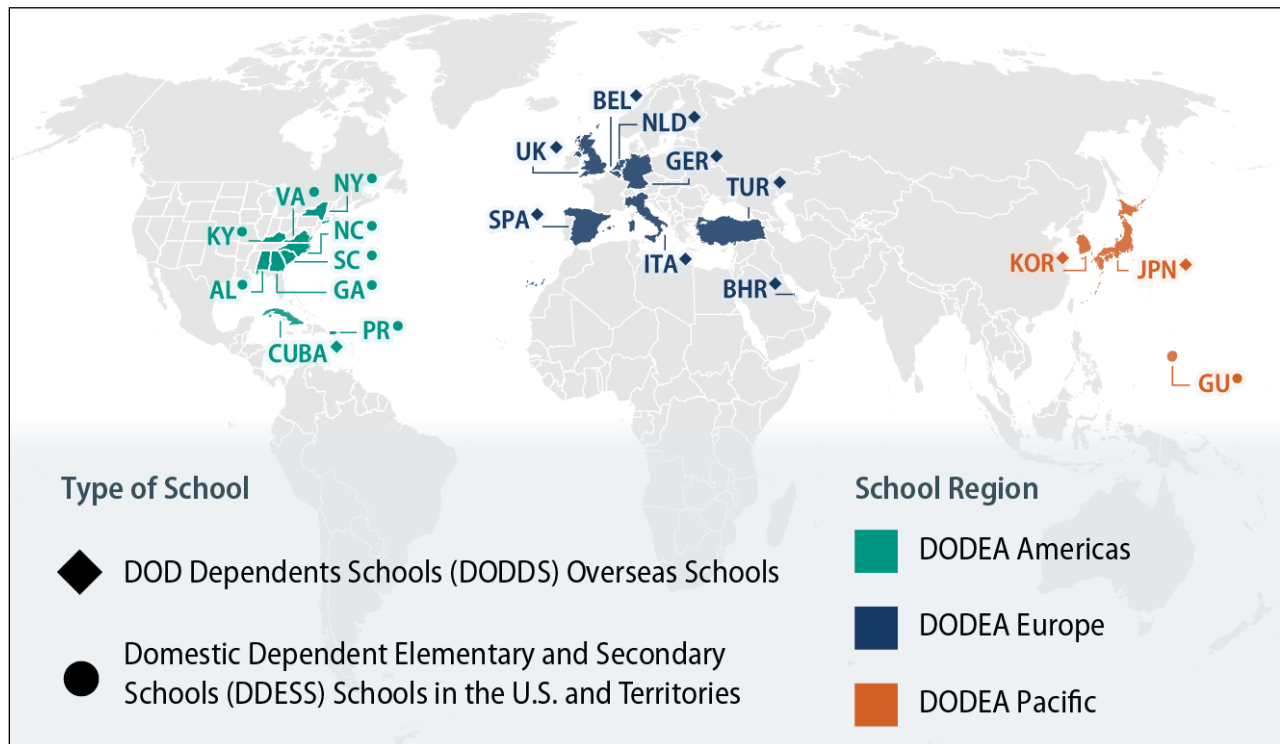 BEL◆
NLD◆
UK◆
GER◆
NY●
VA●
TUR◆
SPA◆
NC●
KY●
SC●
ITA◆
KOR◆
JPN◆
AL●
GA●
BHR◆
PR●
CUBA◆
GU●
Type of School
School Region
◆ DOD Dependents Schools (DODDS) Overseas Schools
DODEA Americas
DODEA Europe
● Domestic Dependent Elementary and Secondary
Schools (DDESS) Schools in the U.S. and Territories
DODEA Pacific